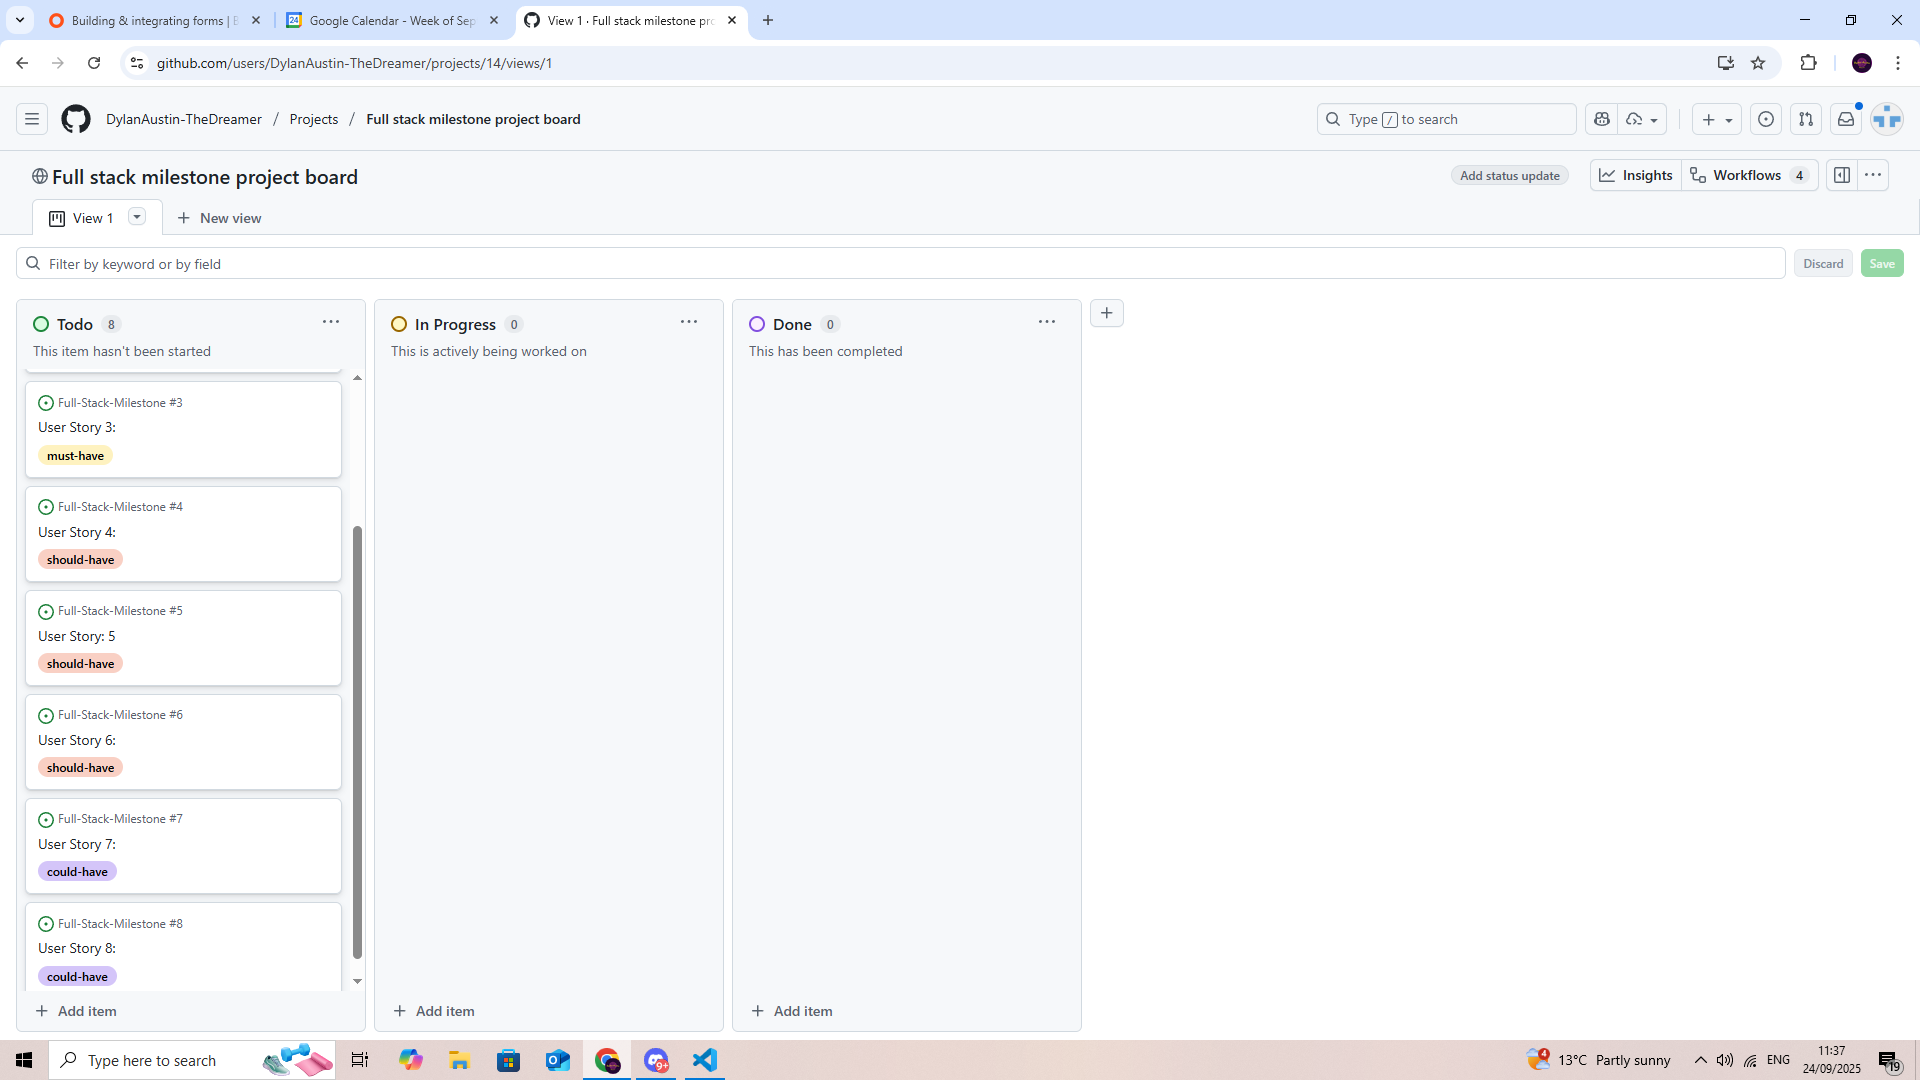 Building & integrating forms | B
Google Calendar - Week of Sep
View 1 · Full stack milestone pro
github.com/users/DylanAustin-TheDreamer/projects/14/views/1
DylanAustin-TheDreamer / Projects / Full stack milestone project board
Type / to search
Full stack milestone project board
Add status update
Insights
Workflows 4
View 1
New view
Filter by keyword or by field
Discard
Save
Todo 8
This item hasn't been started
Full-Stack-Milestone #3
User Story 3:
must-have
Full-Stack-Milestone #4
User Story 4:
should-have
Full-Stack-Milestone #5
User Story: 5
should-have
Full-Stack-Milestone #6
User Story 6:
should-have
Full-Stack-Milestone #7
User Story 7:
could-have
Full-Stack-Milestone #8
User Story 8:
could-have
+ Add item
In Progress 0
This is actively being worked on
+ Add item
Done 0
This has been completed
+ Add item
Type here to search
9+
4
13°C Partly sunny
ENG
11:37
24/09/2025
19